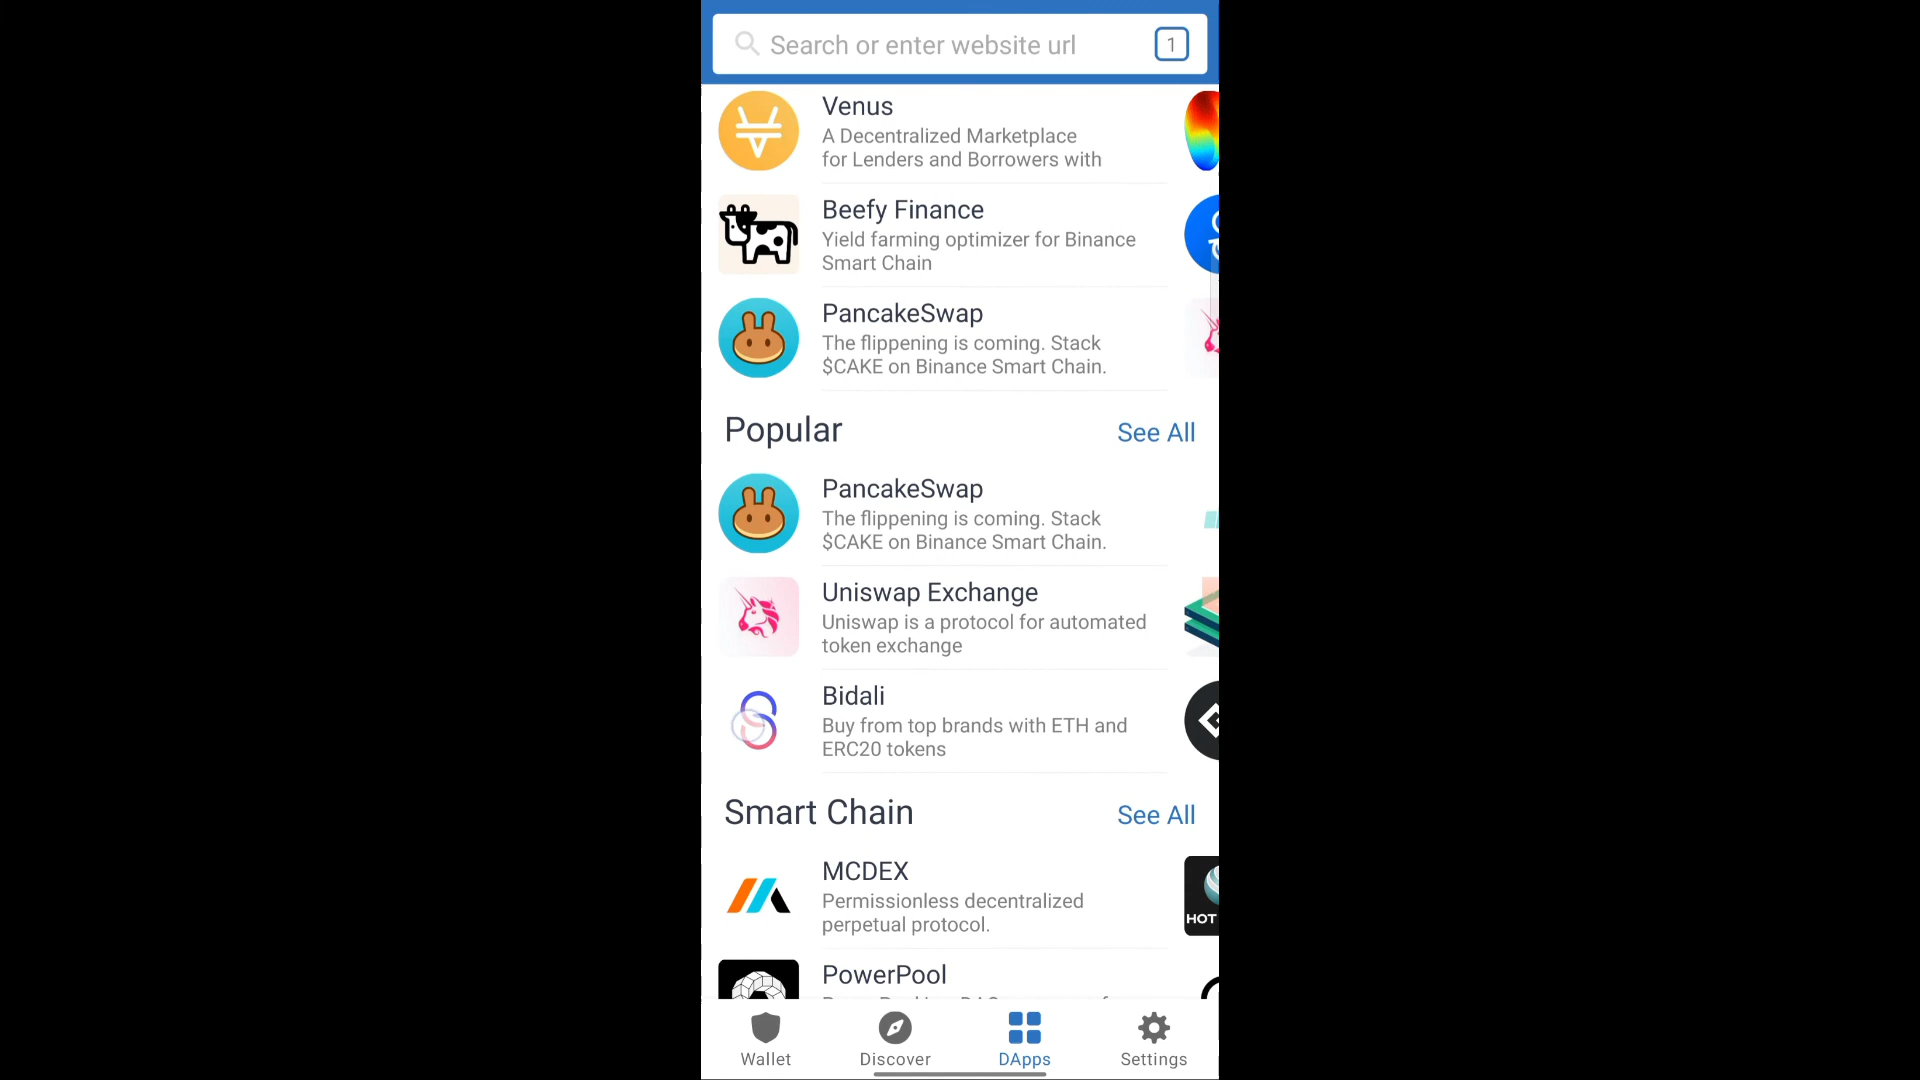 Search or enter website url
1
Venus
A Decentralized Marketplace
for Lenders and Borrowers with
Beefy Finance
Yield farming optimizer for Binance
Smart Chain
PancakeSwap
The flippening is coming. Stack
$CAKE on Binance Smart Chain.
Popular
See All
PancakeSwap
The flippening is coming. Stack
$CAKE on Binance Smart Chain.
Uniswap Exchange
Uniswap is a protocol for automated
token exchange
Bidali
Buy from top brands with ETH and
ERC20 tokens
Smart Chain
See All
MCDEX
Permissionless decentralized
perpetual protocol.
HOT
PowerPool
Wallet
Discover
DApps
Settings